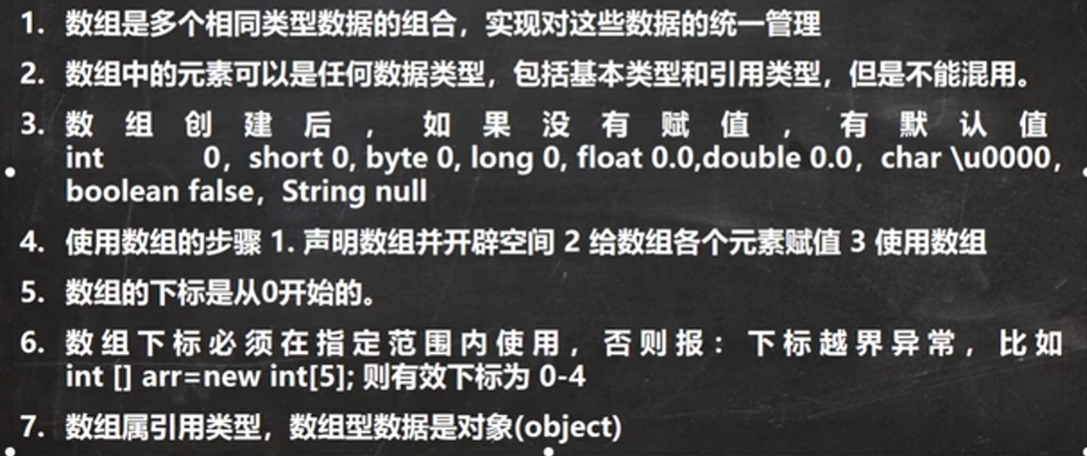 1. 数组是多个相同类型数据的组合，实现对这些数据的统一管理
2. 数组中的元素可以是任何数据类型，包括基本类型和引用类型，但是不能混用。
3. 数组创建后，如果没有赋值，有默认值
int 0，short 0, byte 0, long 0, float 0.0,double 0.0，char \u0000，
boolean false，String null
4. 使用数组的步骤 1. 声明数组并开辟空间 2 给数组各个元素赋值 3 使用数组
5. 数组的下标是从0开始的。
6. 数组下标必须在指定范围内使用，否则报：下标越界异常，比如
int [] arr=new int[5]; 则有效下标为 0-4
7. 数组属引用类型，数组型数据是对象(object)